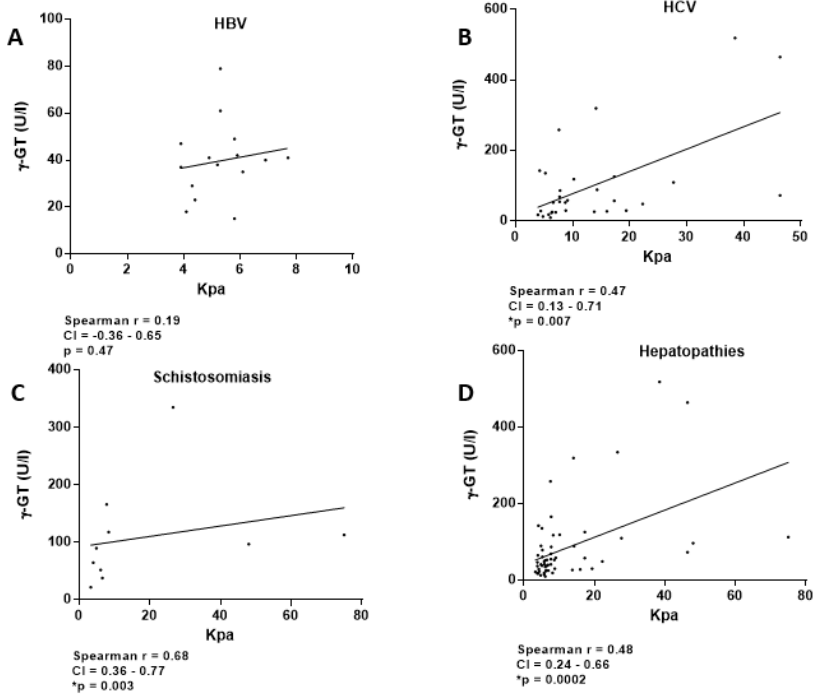 A
HBV
100
80
60
40
20
0
γ-GT (U/l)
0 2 4 6 8 10
Kpa
Spearman r = 0.19
CI = -0.36 - 0.65
p = 0.47
B
HCV
600
400
200
0
γ-GT (U/l)
0 10 20 30 40 50
Kpa
Spearman r = 0.47
CI = 0.13 - 0.71
*p = 0.007
C
Schistosomiasis
400
300
200
100
0
γ-GT (U/l)
0 20 40 60 80
Kpa
Spearman r = 0.68
CI = 0.36 - 0.77
*p = 0.003
D
Hepatopathies
600
400
200
0
γ-GT (U/l)
0 20 40 60 80
Kpa
Spearman r = 0.48
CI = 0.24 - 0.66
*p = 0.0002